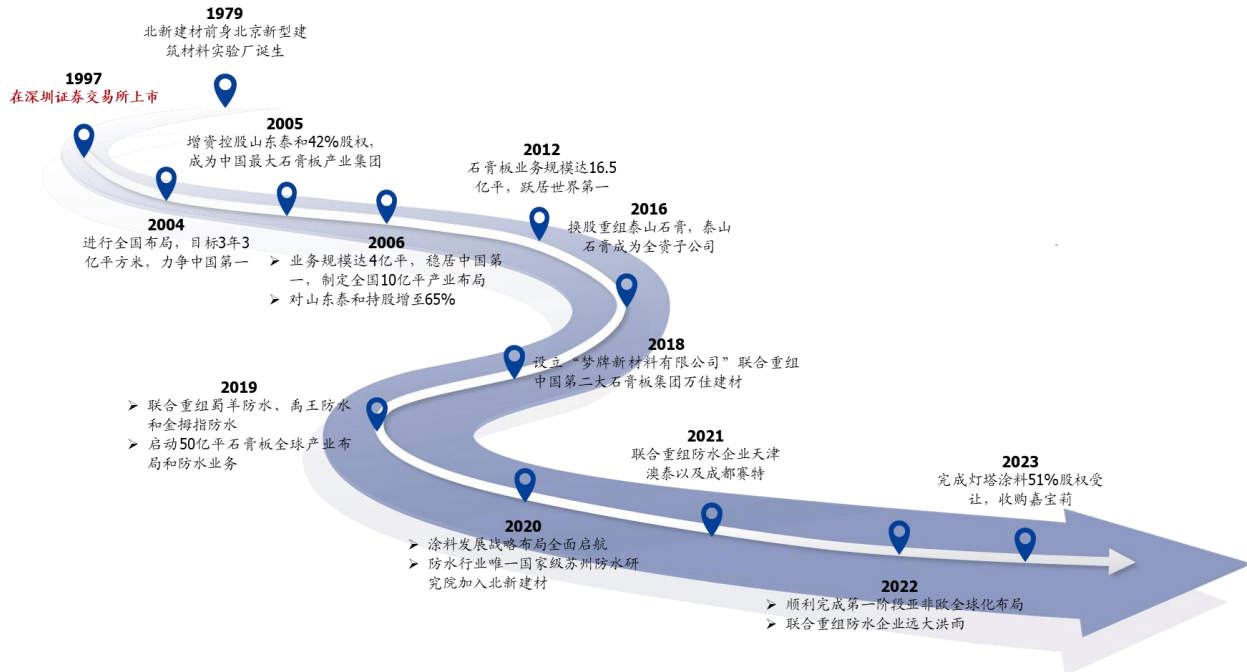 1979
北新建材前身北京新型建
筑材料实验厂诞生
1997
在深圳证券交易所上市
2004
进行全国布局，目标3年3
亿平方米，力争中国第一
2005
增资控股山东泰和42%股权，
成为中国最大石膏板产业集团
2006
➢ 业务规模达4亿平，稳居中国第
一，制定全国10亿平产业布局
➢ 对山东泰和持股增至65%
2012
石膏板业务规模达16.5
亿平，跃居世界第一
2016
换股重组泰山石膏，泰山
石膏成为全资子公司
2018
设立“梦牌新材料有限公司”联合重组
中国第二大石膏板集团万佳建材
2019
➢ 联合重组蜀羊防水、禹王防水
和金拇指防水
➢ 启动50亿平石膏板全球产业布
局和防水业务
2020
➢ 涂料发展战略布局全面启航
➢ 防水行业唯一国家级苏州防水研
究院加入北新建材
2021
联合重组防水企业天津
澳泰以及成都赛特
2022
➢ 顺利完成第一阶段亚非欧全球化布局
➢ 联合重组防水企业远大洪雨
2023
完成灯塔涂料51%股权受
让，收购嘉宝莉